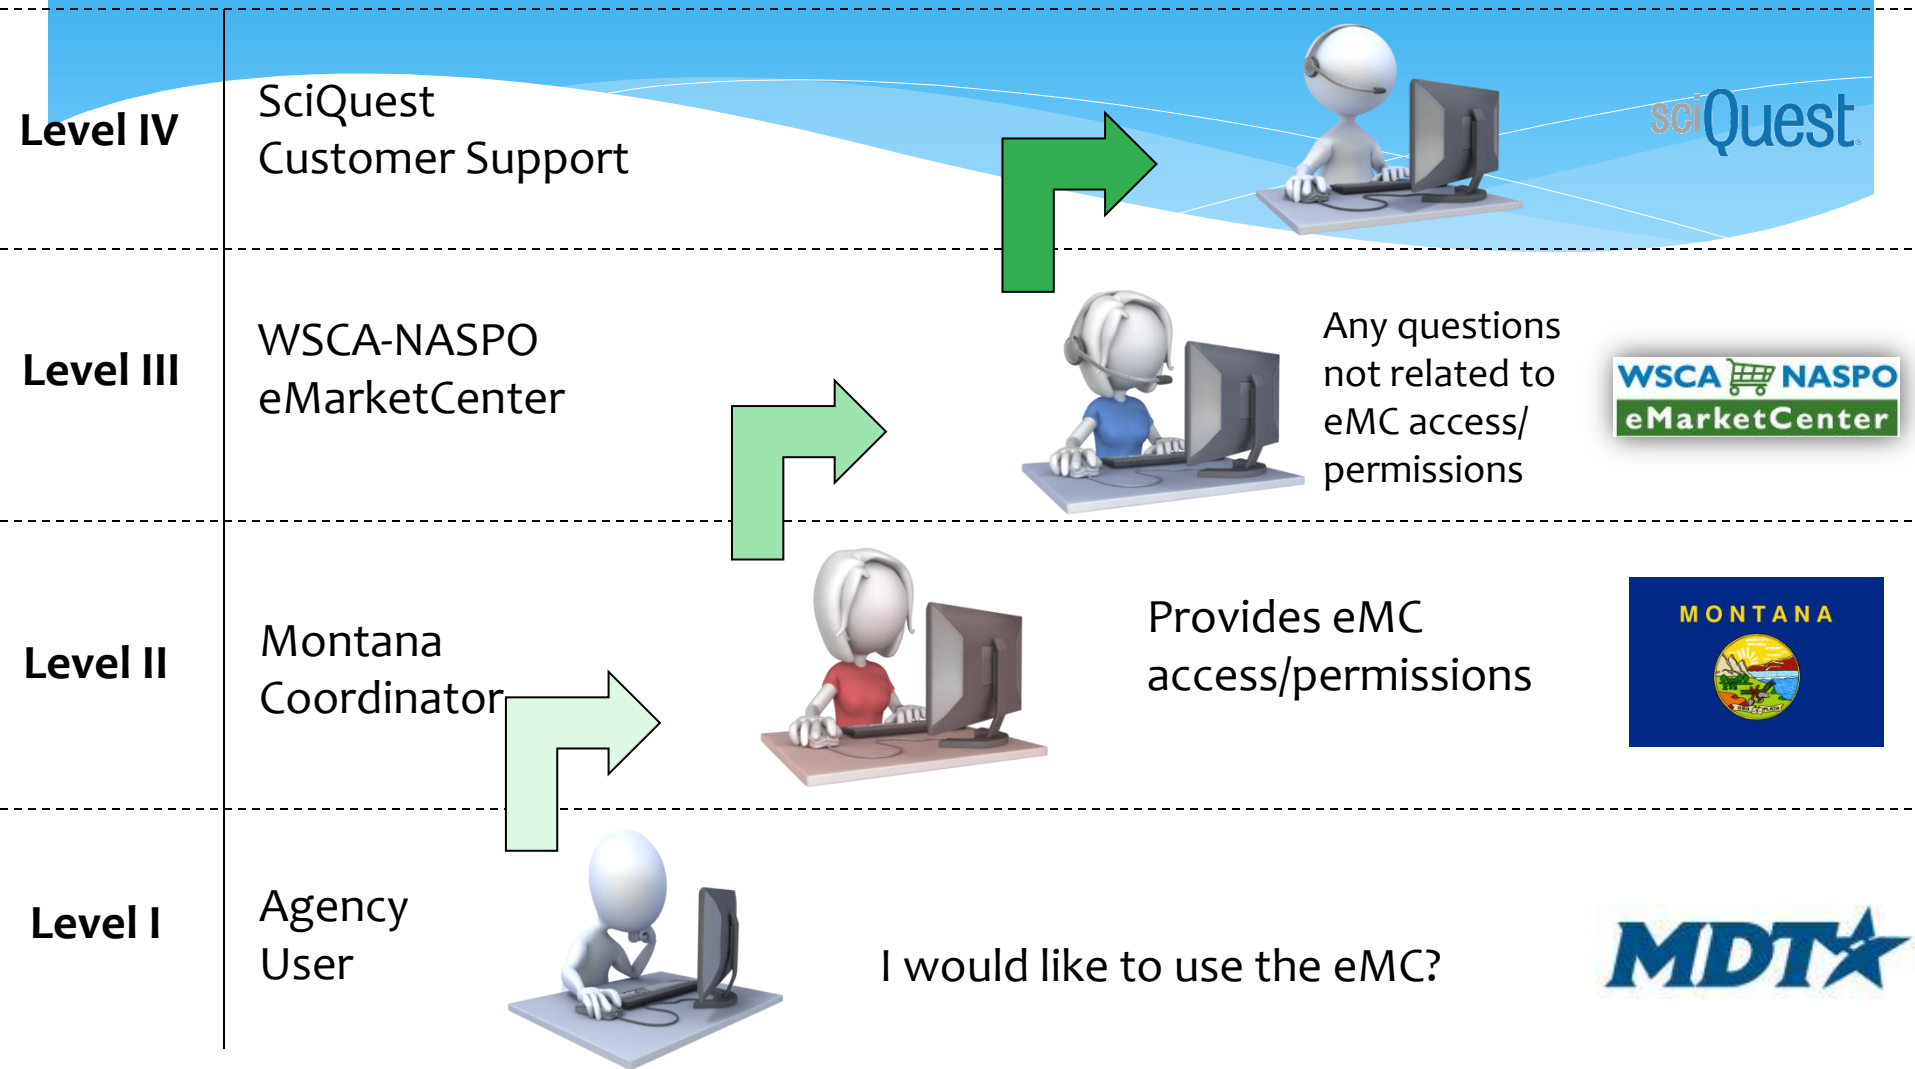 Level IV
SciQuest
Customer Support
sciQuest
Level III
WSCA-NASPO
eMarketCenter
Any questions
not related to
eMC access/
permissions
WSCA NASPO
eMarketCenter
Level II
Montana
Coordinator
Provides eMC
access/permissions
MONTANA
ORO Y PLATA
Level I
Agency
User
I would like to use the eMC?
MDT